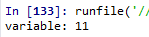 In [133]: runfile('//
variable: 11